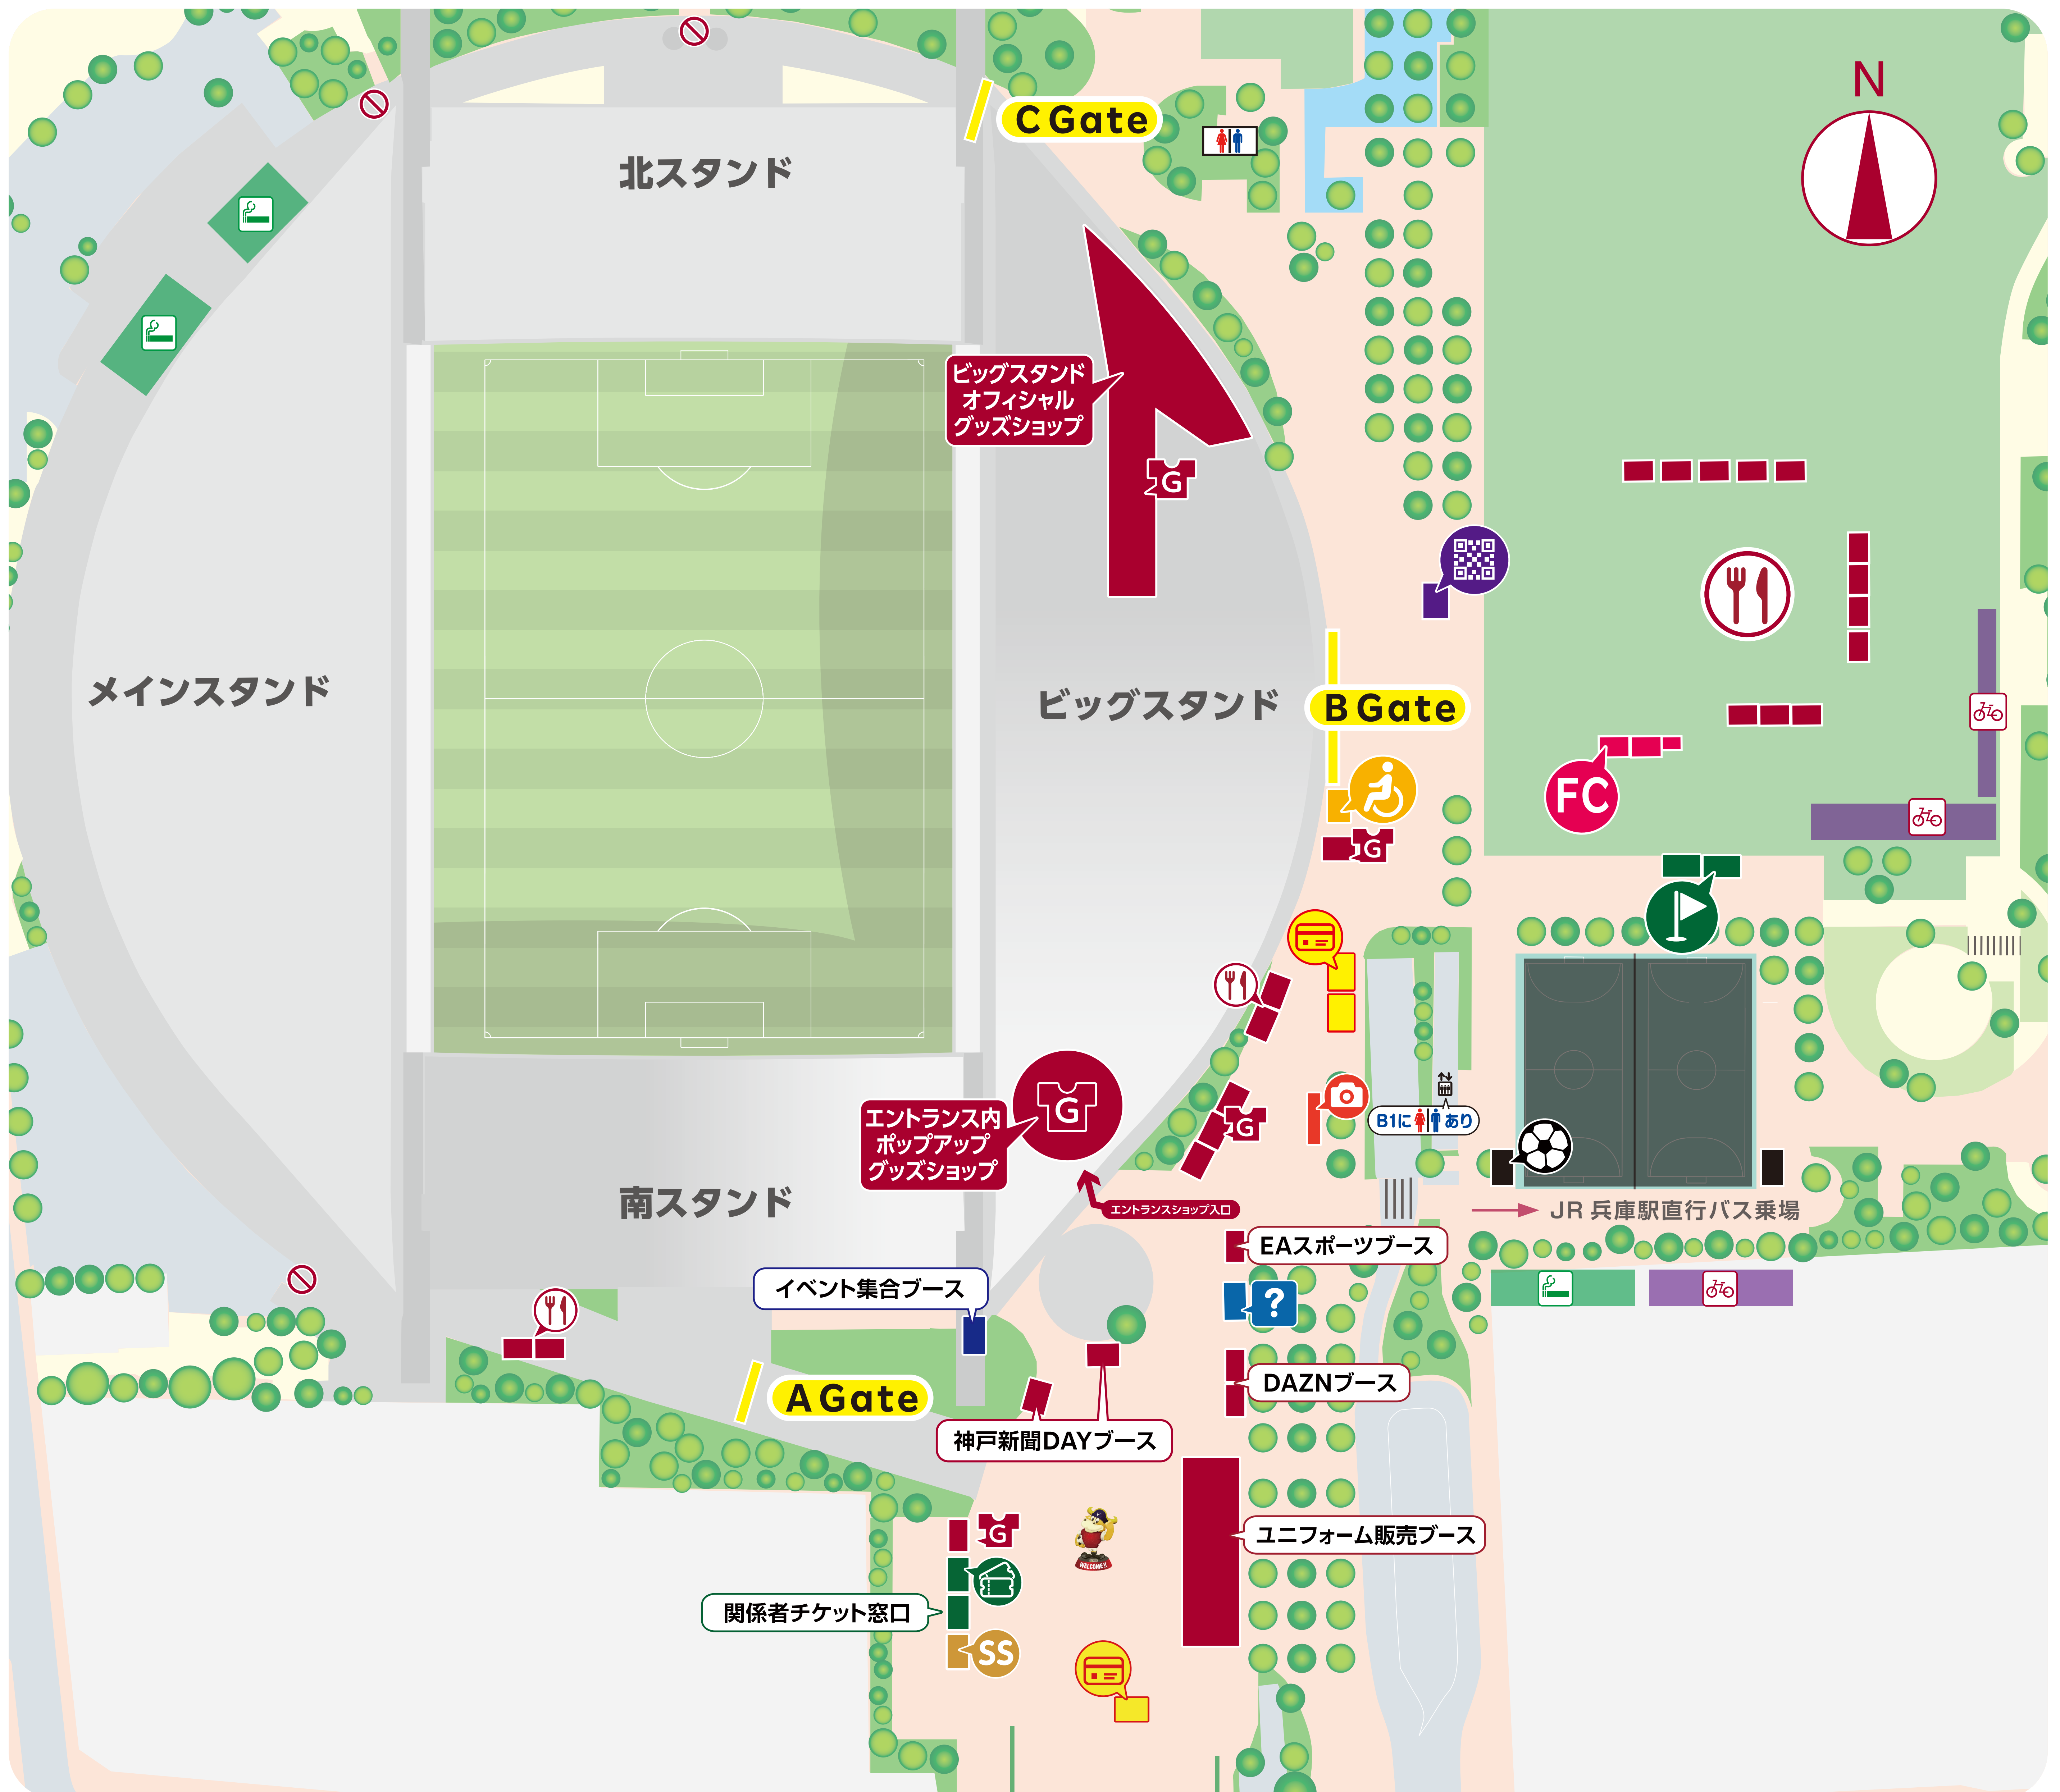 N
C Gate
北スタンド
ビッグスタンド
オフィシャル
グッズショップ
G
メインスタンド
ビッグスタンド
B Gate
FC
G
エントランス内
ポップアップ
グッズショップ
G
G
B1に
あり
南スタンド
エントランスショップ入口
JR 兵庫駅直行バス乗場
EAスポーツブース
イベント集合ブース
?
DAZNブース
A Gate
神戸新聞DAYブース
G
WELCOME!!
ユニフォーム販売ブース
関係者チケット窓口
SS